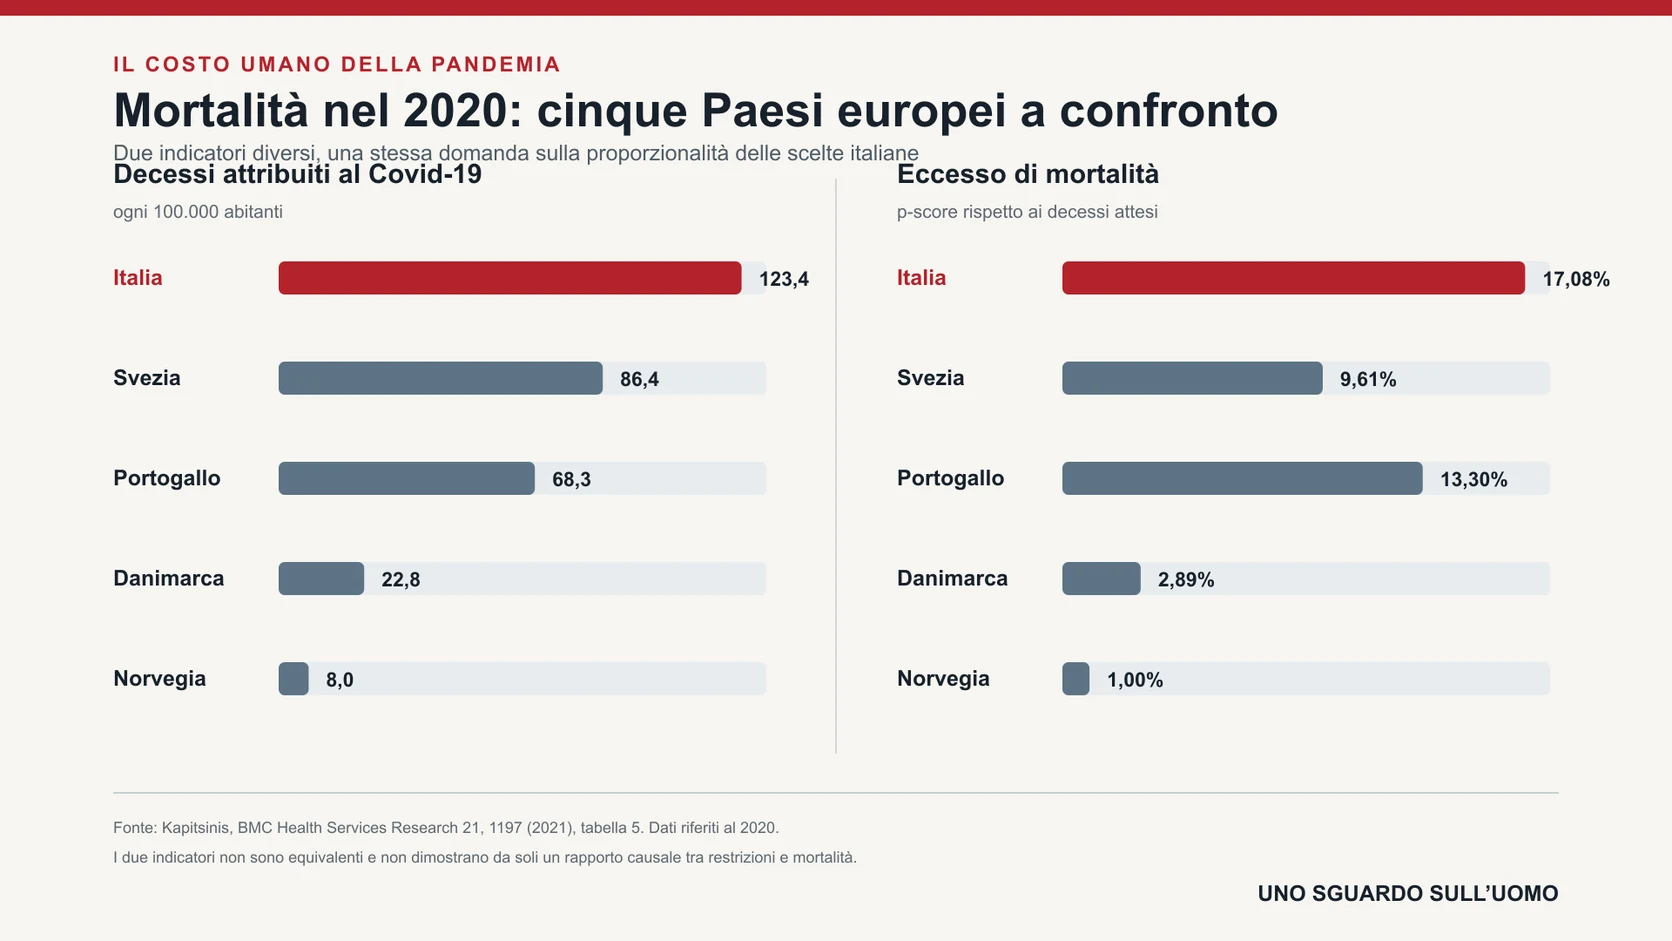 IL COSTO UMANO DELLA PANDEMIA
Mortalità nel 2020: cinque Paesi europei a confronto
Due indicatori diversi, una stessa domanda sulla proporzionalità delle scelte italiane
Decessi attribuiti al Covid-19
ogni 100.000 abitanti
Italia 123,4
Svezia 86,4
Portogallo 68,3
Danimarca 22,8
Norvegia 8,0
Eccesso di mortalità
p-score rispetto ai decessi attesi
Italia 17,08%
Svezia 9,61%
Portogallo 13,30%
Danimarca 2,89%
Norvegia 1,00%
Fonte: Kapitsinis, BMC Health Services Research 21, 1197 (2021), tabella 5. Dati riferiti al 2020.
I due indicatori non sono equivalenti e non dimostrano da soli un rapporto causale tra restrizioni e mortalità.
UNO SGUARDO SULL’UOMO